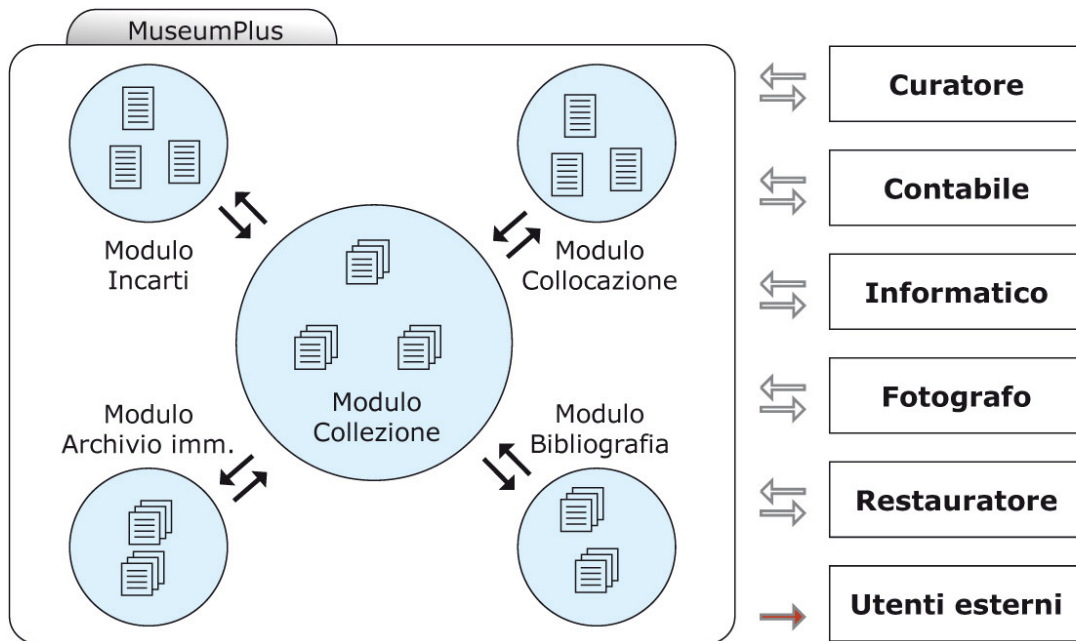 MuseumPlus
Modulo
Incarti
Modulo
Collocazione
Modulo
Collezione
Modulo
Archivio imm.
Modulo
Bibliografia
Curatore
Contabile
Informatico
Fotografo
Restauratore
Utenti esterni